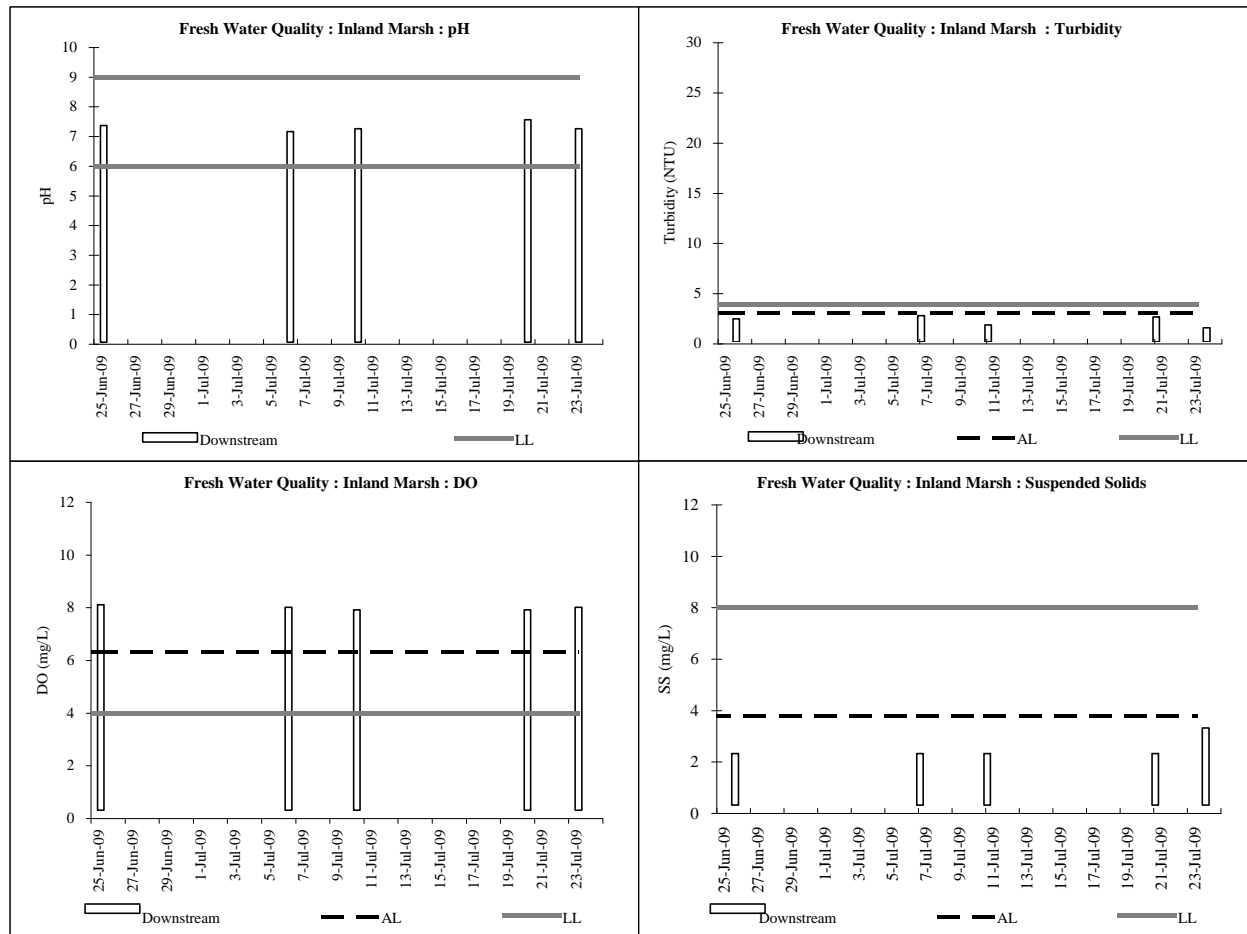 Fresh Water Quality : Inland Marsh : pH
10
9
8
7
6
5
4
3
2
1
0
pH
25-Jun-09
27-Jun-09
29-Jun-09
1-Jul-09
3-Jul-09
5-Jul-09
7-Jul-09
9-Jul-09
11-Jul-09
13-Jul-09
15-Jul-09
17-Jul-09
19-Jul-09
21-Jul-09
23-Jul-09
Downstream LL
Fresh Water Quality : Inland Marsh : Turbidity
30
25
20
15
10
5
0
Turbidity (NTU)
25-Jun-09
27-Jun-09
29-Jun-09
1-Jul-09
3-Jul-09
5-Jul-09
7-Jul-09
9-Jul-09
11-Jul-09
13-Jul-09
15-Jul-09
17-Jul-09
19-Jul-09
21-Jul-09
23-Jul-09
Downstream AL LL
Fresh Water Quality : Inland Marsh : DO
12
10
8
6
4
2
0
DO (mg/L)
25-Jun-09
27-Jun-09
29-Jun-09
1-Jul-09
3-Jul-09
5-Jul-09
7-Jul-09
9-Jul-09
11-Jul-09
13-Jul-09
15-Jul-09
17-Jul-09
19-Jul-09
21-Jul-09
23-Jul-09
Downstream AL LL
Fresh Water Quality : Inland Marsh : Suspended Solids
12
10
8
6
4
2
0
SS (mg/L)
25-Jun-09
27-Jun-09
29-Jun-09
1-Jul-09
3-Jul-09
5-Jul-09
7-Jul-09
9-Jul-09
11-Jul-09
13-Jul-09
15-Jul-09
17-Jul-09
19-Jul-09
21-Jul-09
23-Jul-09
Downstream AL LL